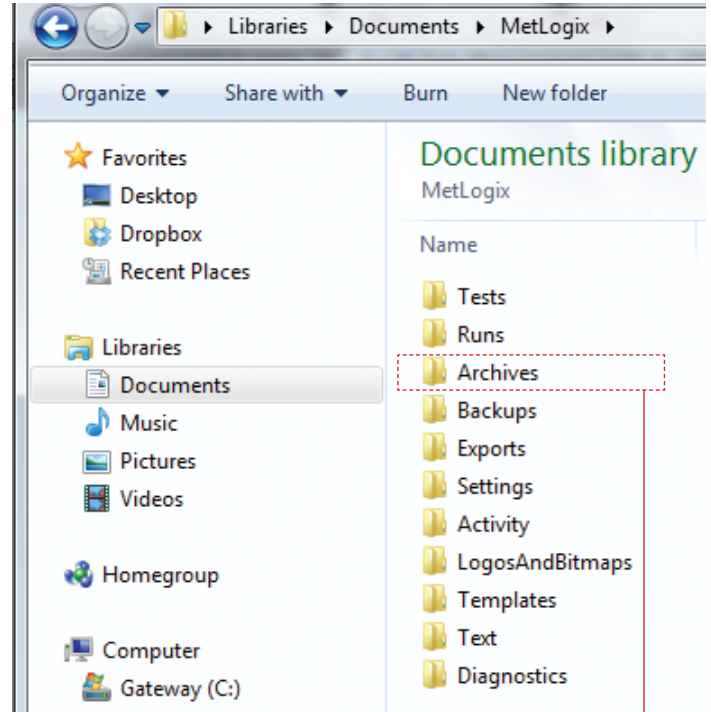 Libraries ▸ Documents ▸ MetLogix ▸
Organize Share with Burn New folder
Favorites
Desktop
Dropbox
Recent Places
Libraries
Documents
Music
Pictures
Videos
Homegroup
Computer
Gateway (C:)
Documents library
MetLogix
Name
Tests
Runs
Archives
Backups
Exports
Settings
Activity
LogosAndBitmaps
Templates
Text
Diagnostics